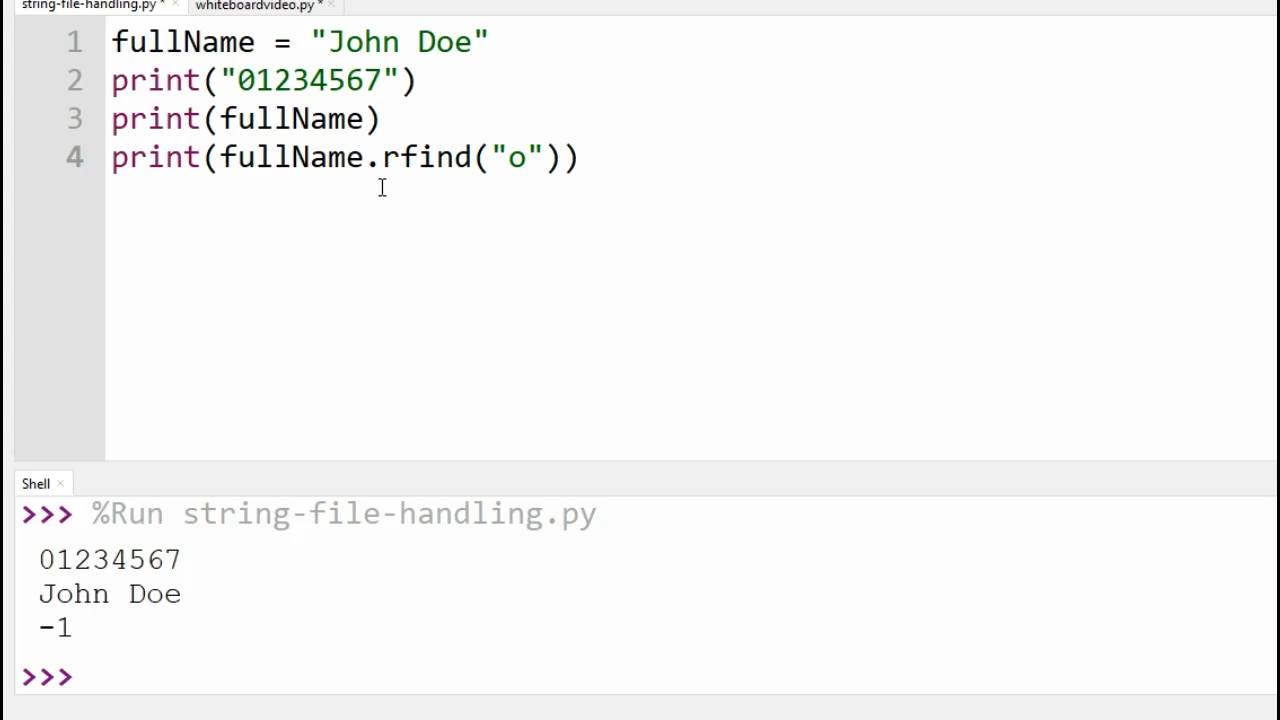 string-file-handling.py * × whiteboardvideo.py * ×
1 fullName = "John Doe"
2 print("01234567")
3 print(fullName)
4 print(fullName.rfind("o"))
Shell ×
>>> %Run string-file-handling.py
01234567
John Doe
-1
>>>